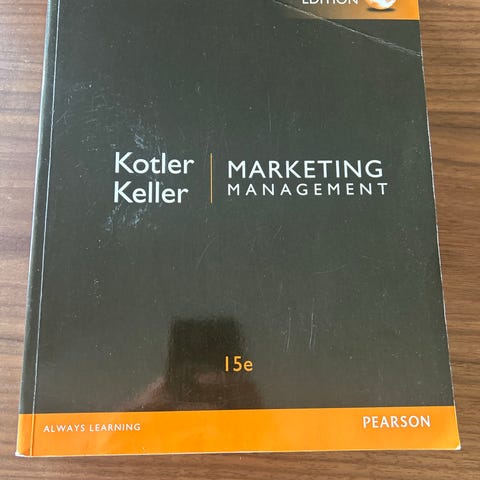 EDITION
Kotler
Keller
MARKETING
MANAGEMENT
15e
ALWAYS LEARNING
PEARSON